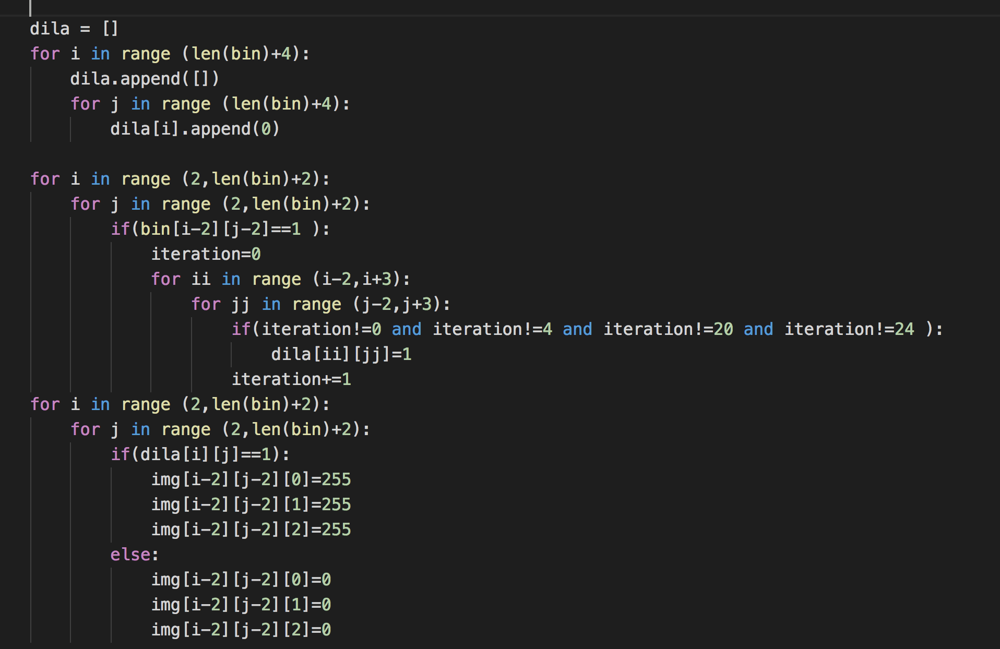 dila = []
for i in range (len(bin)+4):
    dila.append([])
    for j in range (len(bin)+4):
        dila[i].append(0)

for i in range (2,len(bin)+2):
    for j in range (2,len(bin)+2):
        if(bin[i-2][j-2]==1 ):
            iteration=0
            for ii in range (i-2,i+3):
                for jj in range (j-2,j+3):
                    if(iteration!=0 and iteration!=4 and iteration!=20 and iteration!=24 ):
                        dila[ii][jj]=1
                    iteration+=1
for i in range (2,len(bin)+2):
    for j in range (2,len(bin)+2):
        if(dila[i][j]==1):
            img[i-2][j-2][0]=255
            img[i-2][j-2][1]=255
            img[i-2][j-2][2]=255
        else:
            img[i-2][j-2][0]=0
            img[i-2][j-2][1]=0
            img[i-2][j-2][2]=0